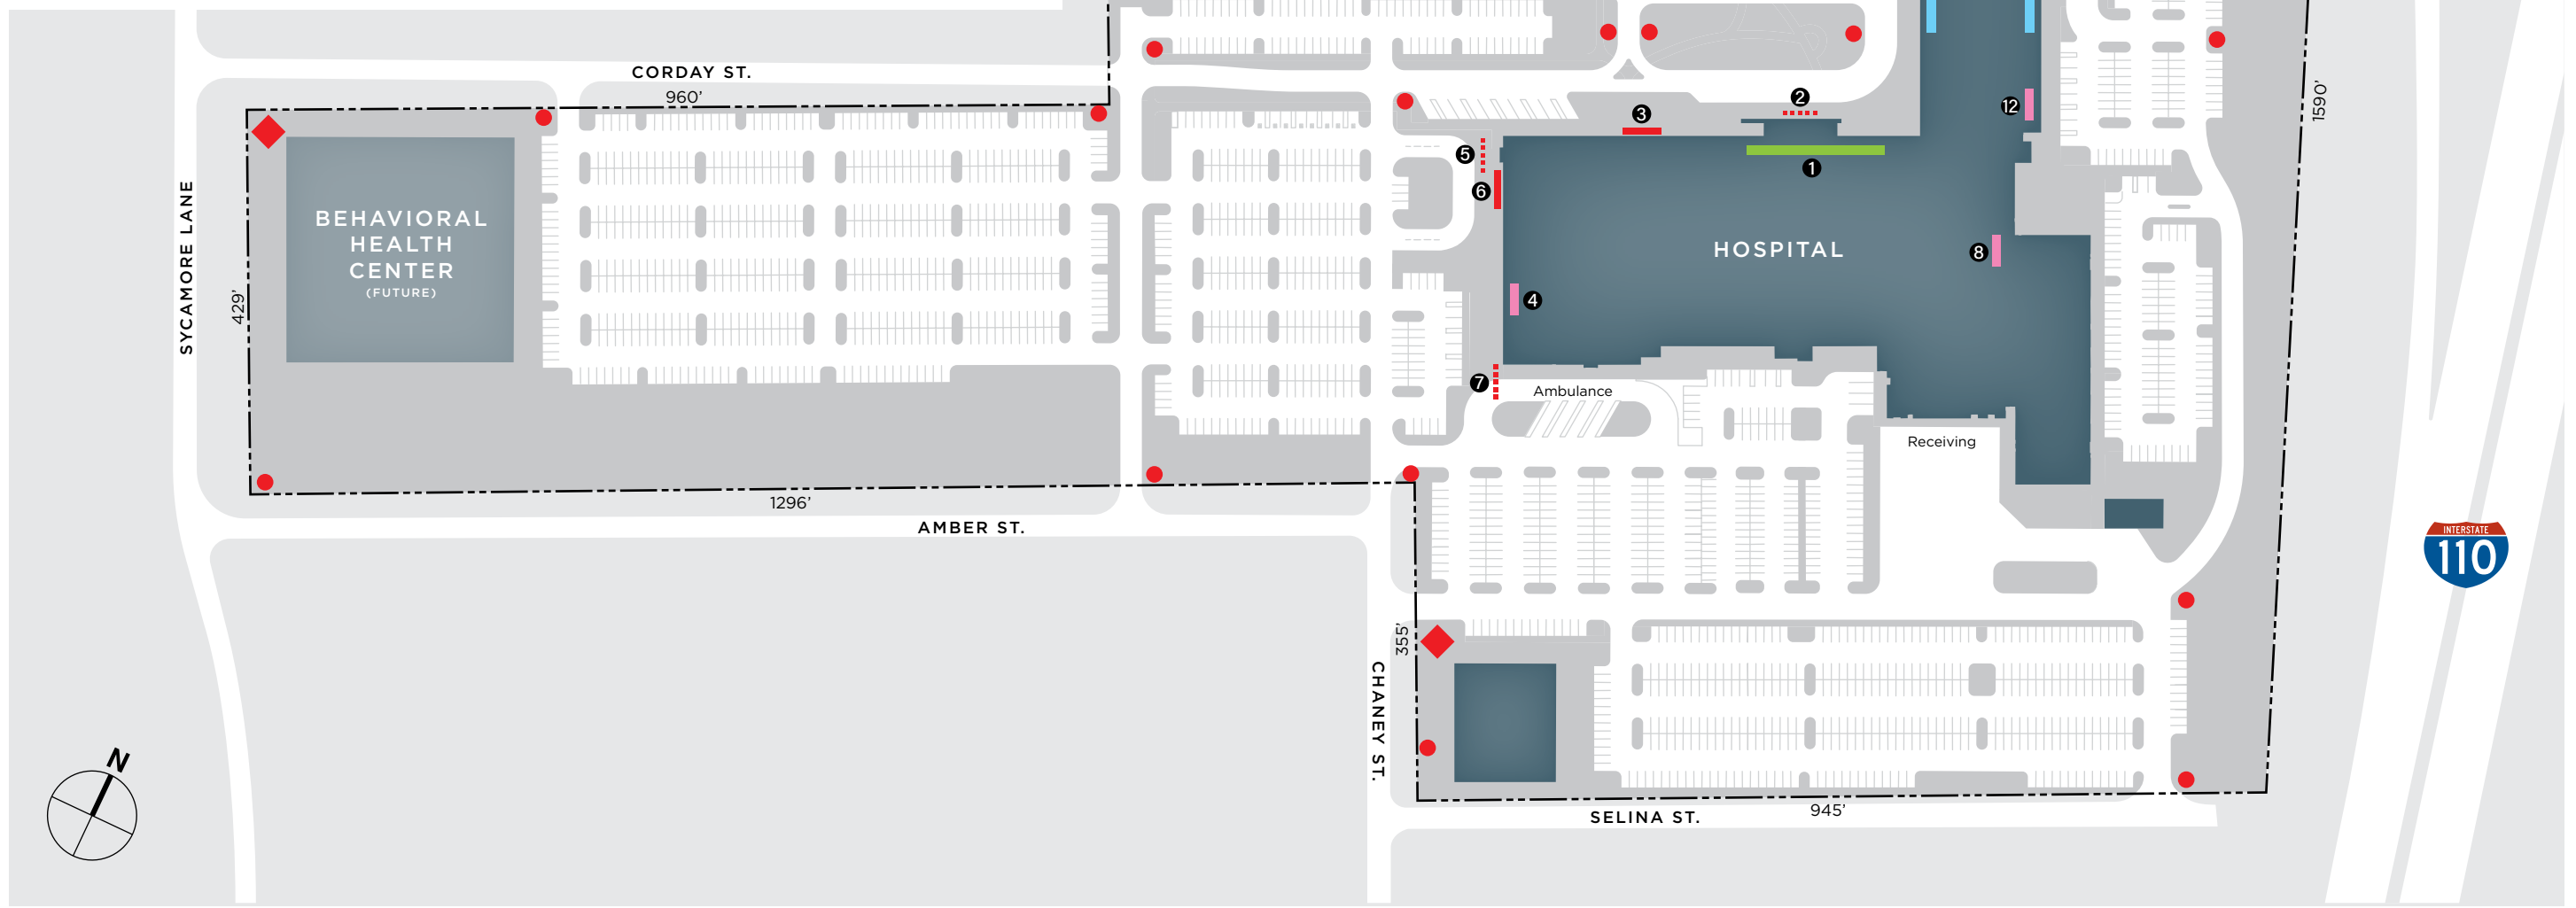 CORDAY ST.
960’
1590’
SYCAMORE LANE
429’
BEHAVIORAL
HEALTH
CENTER
(FUTURE)
2
3
12
5
1
6
HOSPITAL
8
4
7
Ambulance
Receiving
1296’
AMBER ST.
INTERSTATE
110
355’
CHANEY ST.
N
945’
SELINA ST.